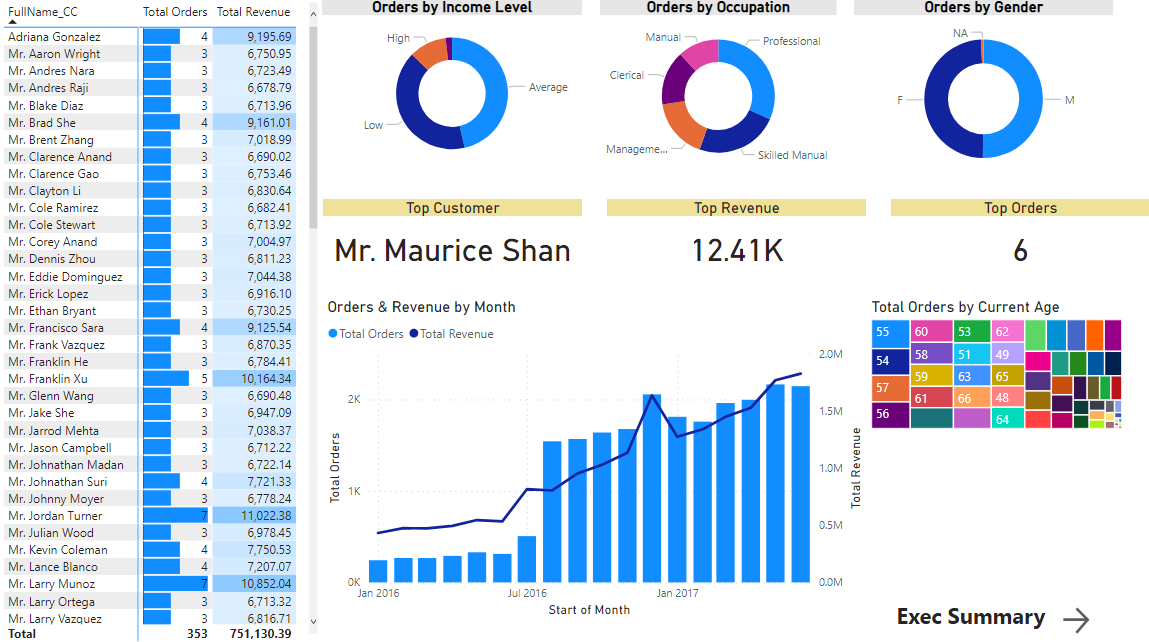 FullName_CC Total Orders Total Revenue
Adriana Gonzalez 4 9,195.69
Mr. Aaron Wright 3 6,750.95
Mr. Andres Nara 3 6,723.49
Mr. Andres Raji 3 6,678.79
Mr. Blake Diaz 3 6,713.96
Mr. Brad She 4 9,161.01
Mr. Brent Zhang 3 7,018.99
Mr. Clarence Anand 3 6,690.02
Mr. Clarence Gao 3 6,753.46
Mr. Clayton Li 3 6,830.64
Mr. Cole Ramirez 3 6,682.41
Mr. Cole Stewart 3 6,713.92
Mr. Corey Anand 3 7,004.97
Mr. Dennis Zhou 3 6,811.23
Mr. Eddie Dominguez 3 7,044.38
Mr. Erick Lopez 3 6,916.10
Mr. Ethan Bryant 3 6,730.25
Mr. Francisco Sara 4 9,125.54
Mr. Frank Vazquez 3 6,870.35
Mr. Franklin He 3 6,784.41
Mr. Franklin Xu 5 10,164.34
Mr. Glenn Wang 3 6,690.48
Mr. Jake She 3 6,947.09
Mr. Jarrod Mehta 3 7,038.37
Mr. Jason Campbell 3 6,712.22
Mr. Johnathan Madan 3 6,722.14
Mr. Johnathan Suri 4 7,721.33
Mr. Johnny Moyer 3 6,778.24
Mr. Jordan Turner 7 11,022.38
Mr. Julian Wood 3 6,978.45
Mr. Kevin Coleman 4 7,750.53
Mr. Lance Blanco 4 7,207.07
Mr. Larry Munoz 7 10,852.04
Mr. Larry Ortega 3 6,713.32
Mr. Larry Vazquez 3 6,816.71
Total 353 751,130.39
Orders by Income Level
High
Average
Low
Orders by Occupation
Manual
Professional
Clerical
Manageme...
Skilled Manual
Orders by Gender
NA
F
M
Top Customer
Mr. Maurice Shan
Top Revenue
12.41K
Top Orders
6
Orders & Revenue by Month
Total Orders Total Revenue
2.0M
2K
1.5M
1.0M
1K
0.5M
0K
0.0M
Total Orders
Total Revenue
Jan 2016 Jul 2016 Jan 2017
Start of Month
Total Orders by Current Age
55 60 53 62
54 58 51 49
57 59 63 65
56 61 66 48
64
Exec Summary